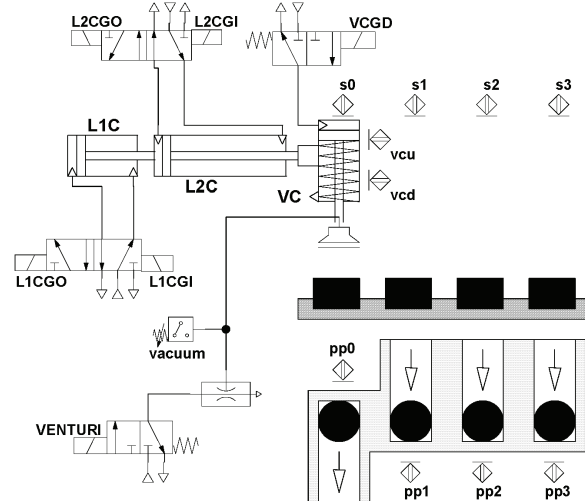 L2CGO
L2CGI
VCGD
s0
s1
s2
s3
L1C
vcu
L2C
VC
vcd
L1CGO
L1CGI
vacuum
pp0
VENTURI
pp1
pp2
pp3